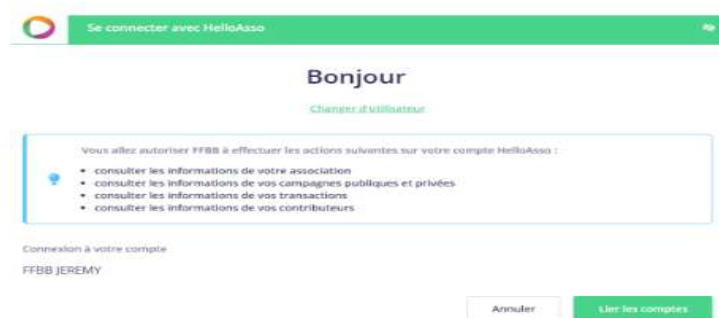 Se connecter avec HelloAsso
Bonjour
Changer d'utilisateur
Vous allez autoriser FFBB à effectuer les actions suivantes sur votre compte HelloAsso :
• consulter les informations de votre association
• consulter les informations de vos campagnes publiques et privées
• consulter les informations de vos transactions
• consulter les informations de vos contributeurs
Connexion à votre compte
FFBB JEREMY
Annuler
Lier les comptes